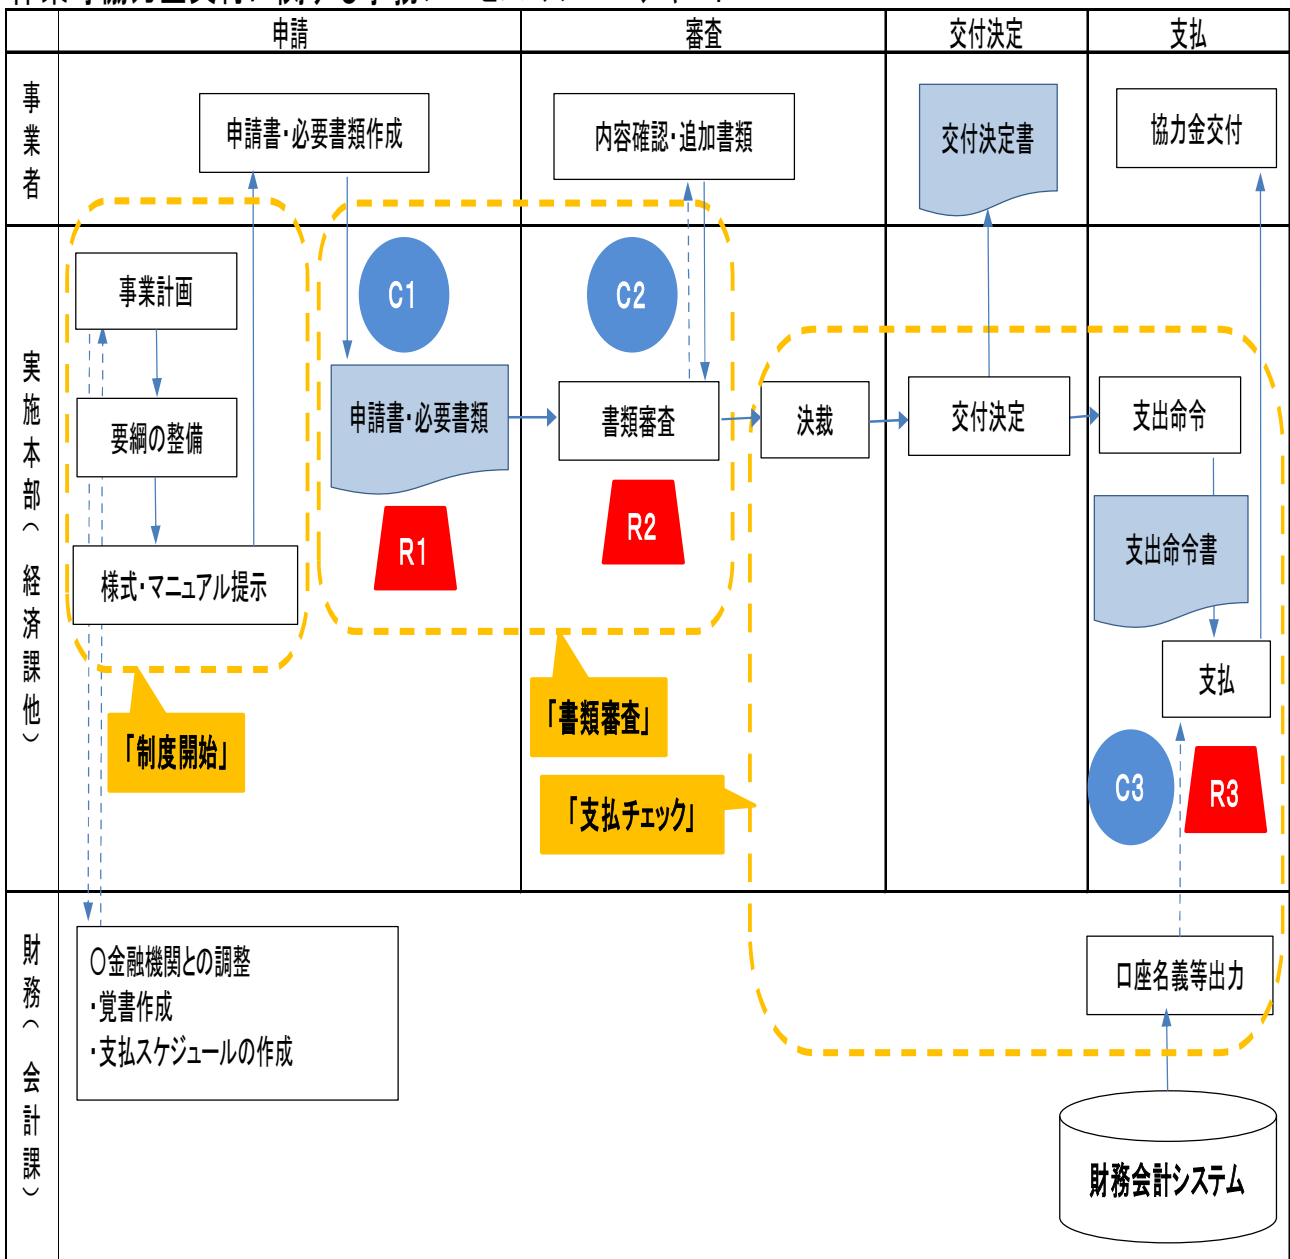 申請
審査
交付決定
支払
事業者
申請書・必要書類作成
内容確認・追加書類
交付決定書
協力金交付
実施本部(経済課他)
事業計画
C1
C2
要綱の整備
申請書・必要書類
書類審査
決裁
交付決定
支出命令
R1
R2
支出命令書
様式・マニュアル提示
支払
「制度開始」
「書類審査」
「支払チェック」
C3
R3
財務(会計課)
○金融機関との調整
・覚書作成
・支払スケジュールの作成
口座名義等出力
財務会計システム